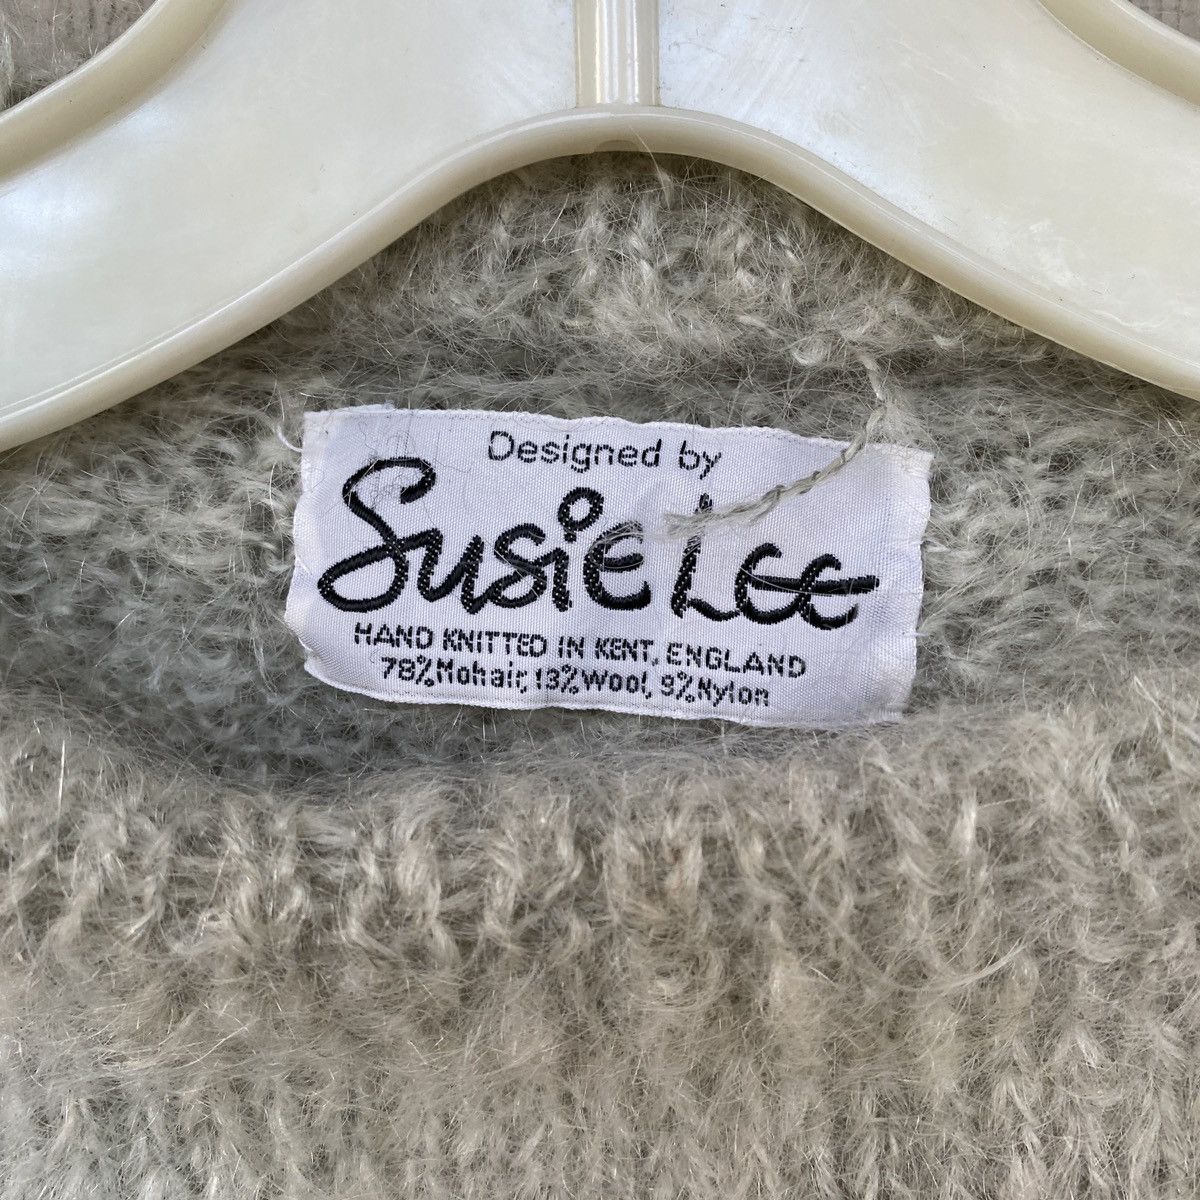 Designed by
Susie Lee
HAND KNITTED IN KENT, ENGLAND
78% Mohair, 13% Wool, 9% Nylon